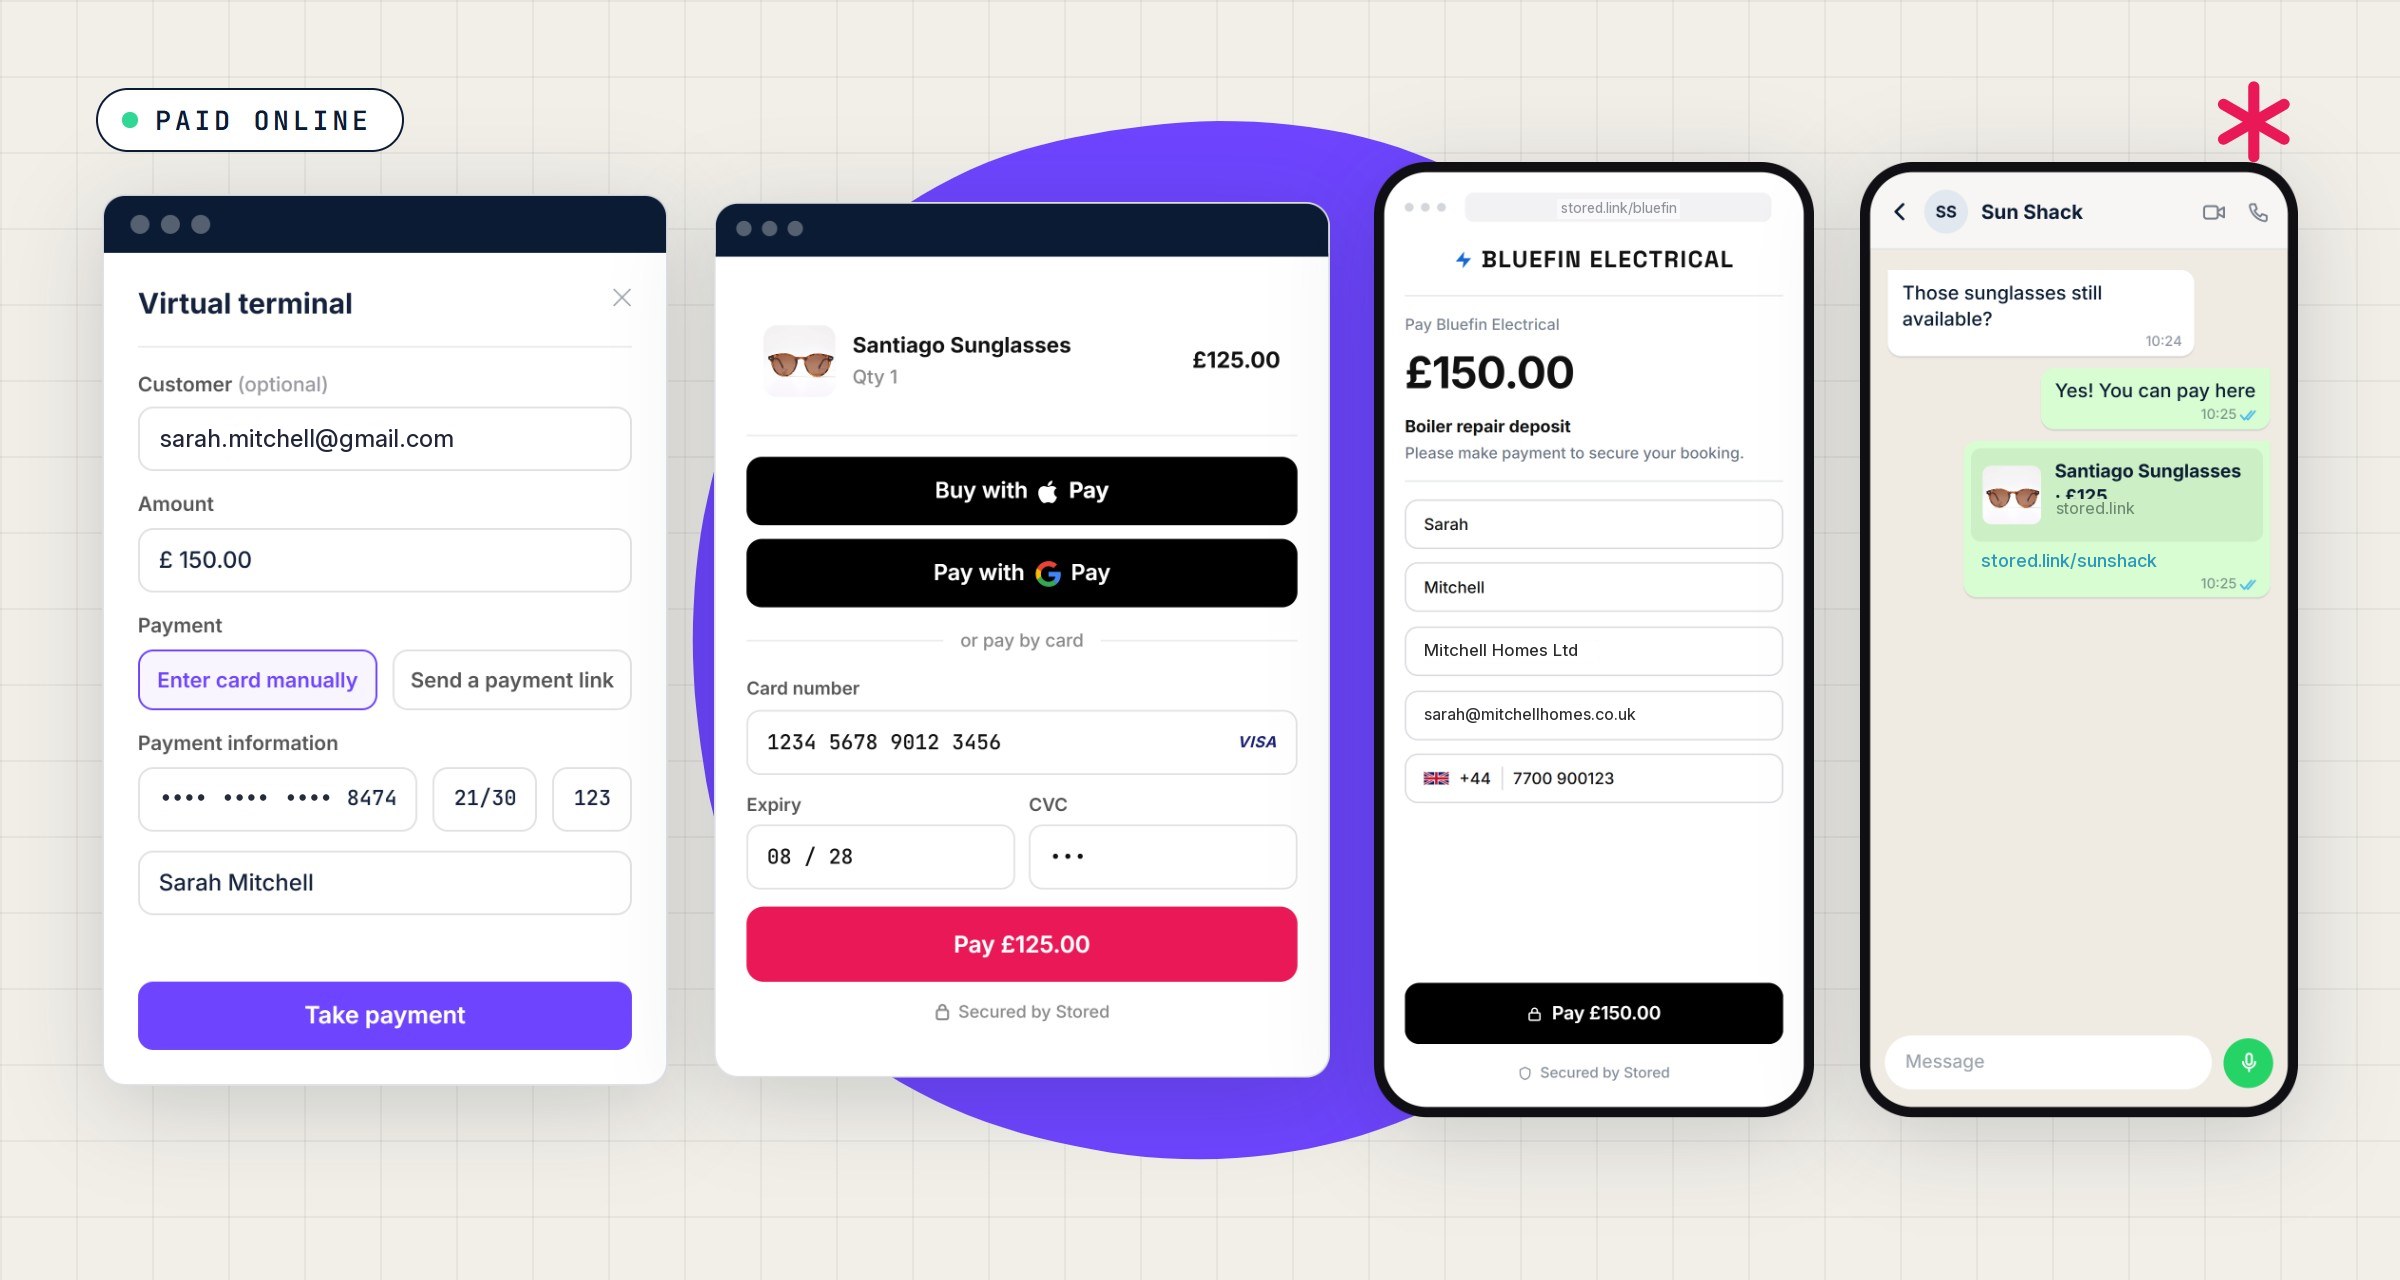 PAID ONLINE
Virtual terminal
Customer (optional)
sarah.mitchell@gmail.com
Amount
£ 150.00
Payment
Enter card manually
Send a payment link
Payment information
•••• •••• •••• 8474
21/30
123
Sarah Mitchell
Take payment
Santiago Sunglasses
Qty 1
£125.00
Buy with Pay
Pay with G Pay
or pay by card
Card number
1234 5678 9012 3456
VISA
Expiry
CVC
08 / 28
•••
Pay £125.00
Secured by Stored
stored.link/bluefin
BLUEFIN ELECTRICAL
Pay Bluefin Electrical
£150.00
Boiler repair deposit
Please make payment to secure your booking.
Sarah
Mitchell
Mitchell Homes Ltd
sarah@mitchellhomes.co.uk
+44 7700 900123
Pay £150.00
Secured by Stored
SS
Sun Shack
Those sunglasses still
available?
10:24
Yes! You can pay here
10:25
Santiago Sunglasses
· £125
stored.link
stored.link/sunshack
10:25
Message